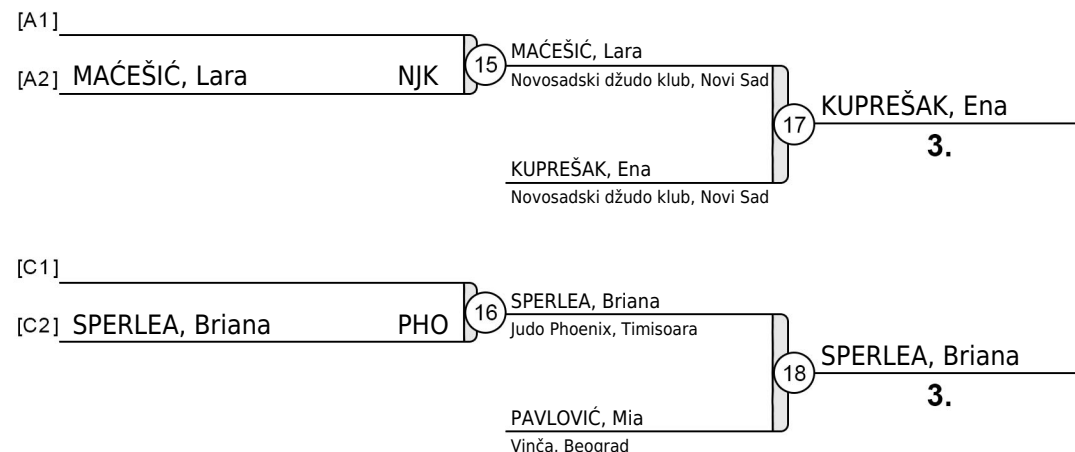 [A1]
[A2] MAĆEŠIĆ, Lara NJK
15
MAĆEŠIĆ, Lara
Novosadski džudo klub, Novi Sad
17
KUPREŠAK, Ena
3.
KUPREŠAK, Ena
Novosadski džudo klub, Novi Sad
[C1]
[C2] SPERLEA, Briana PHO
16
SPERLEA, Briana
Judo Phoenix, Timisoara
18
SPERLEA, Briana
3.
PAVLOVIĆ, Mia
Vinča, Beograd